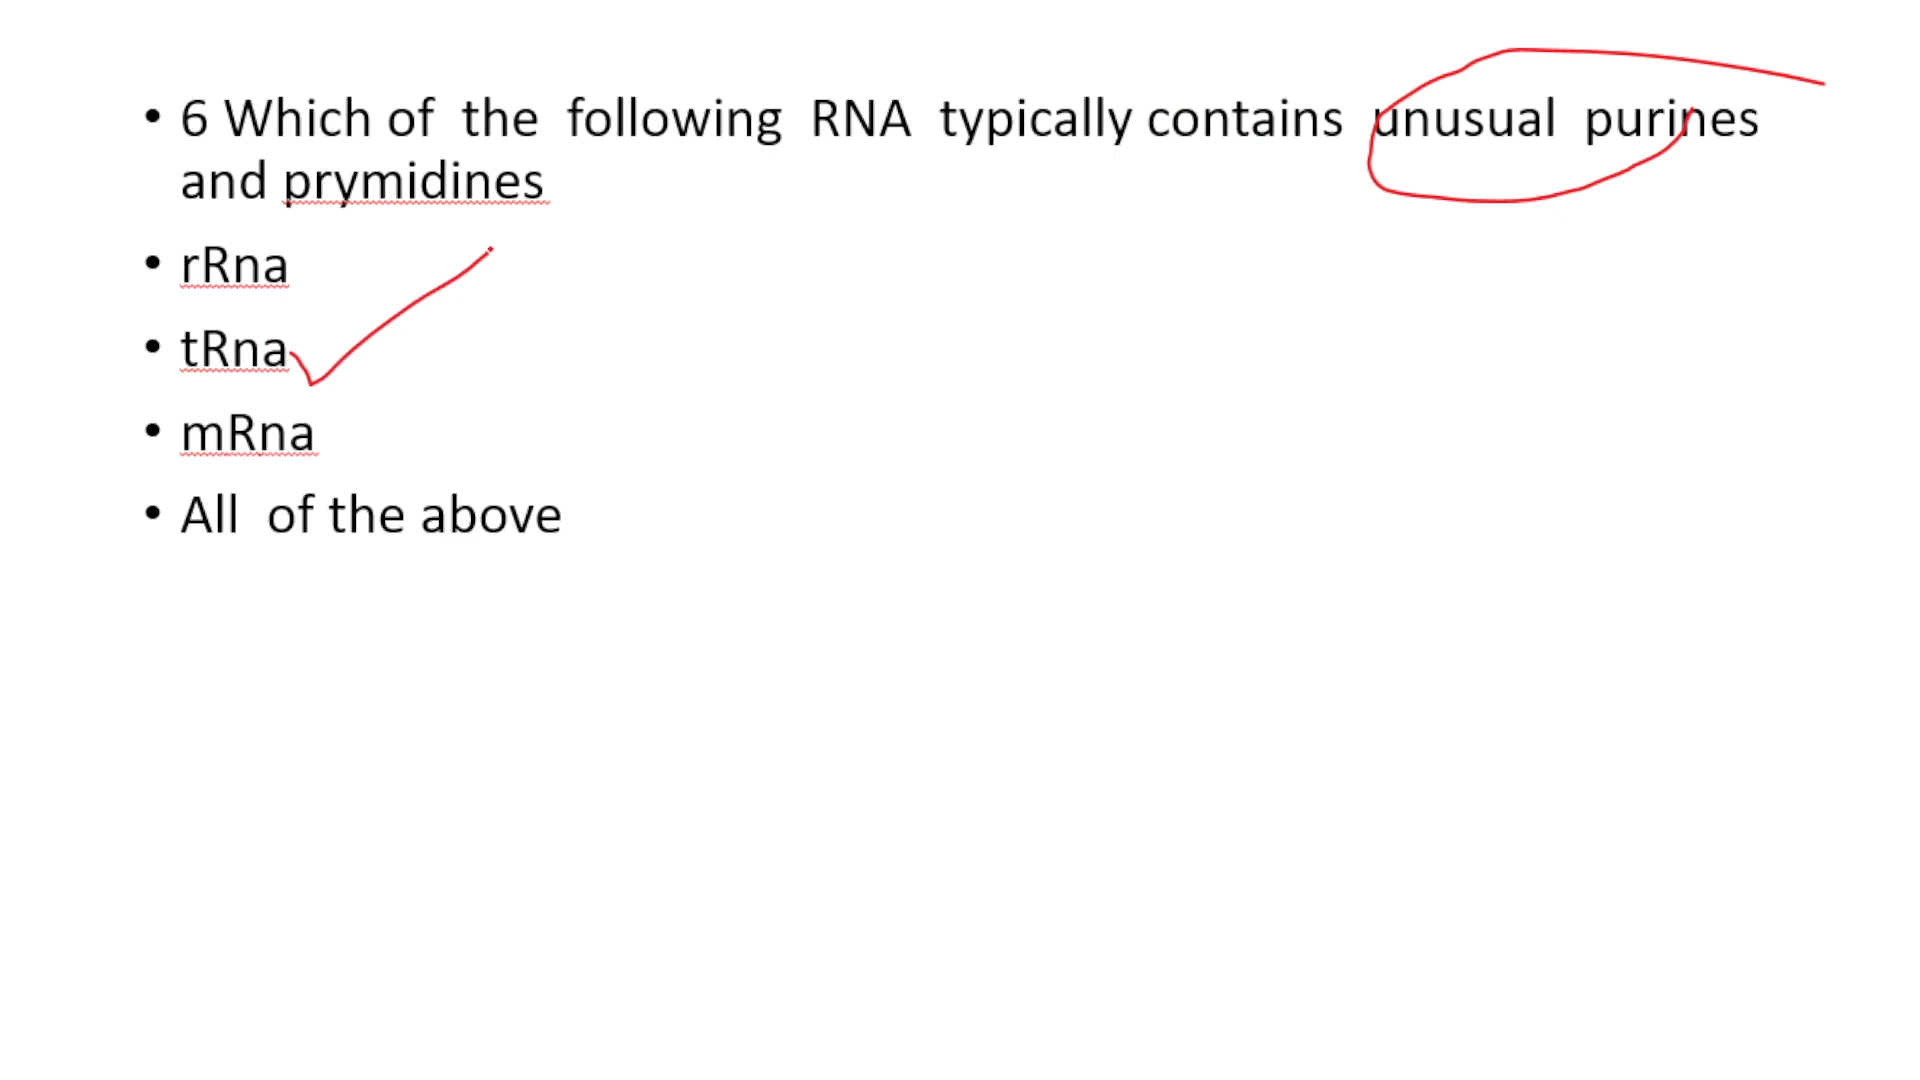 • 6 Which of the following RNA typically contains unusual purines
and prymidines
• rRna
• tRna
• mRna
• All of the above